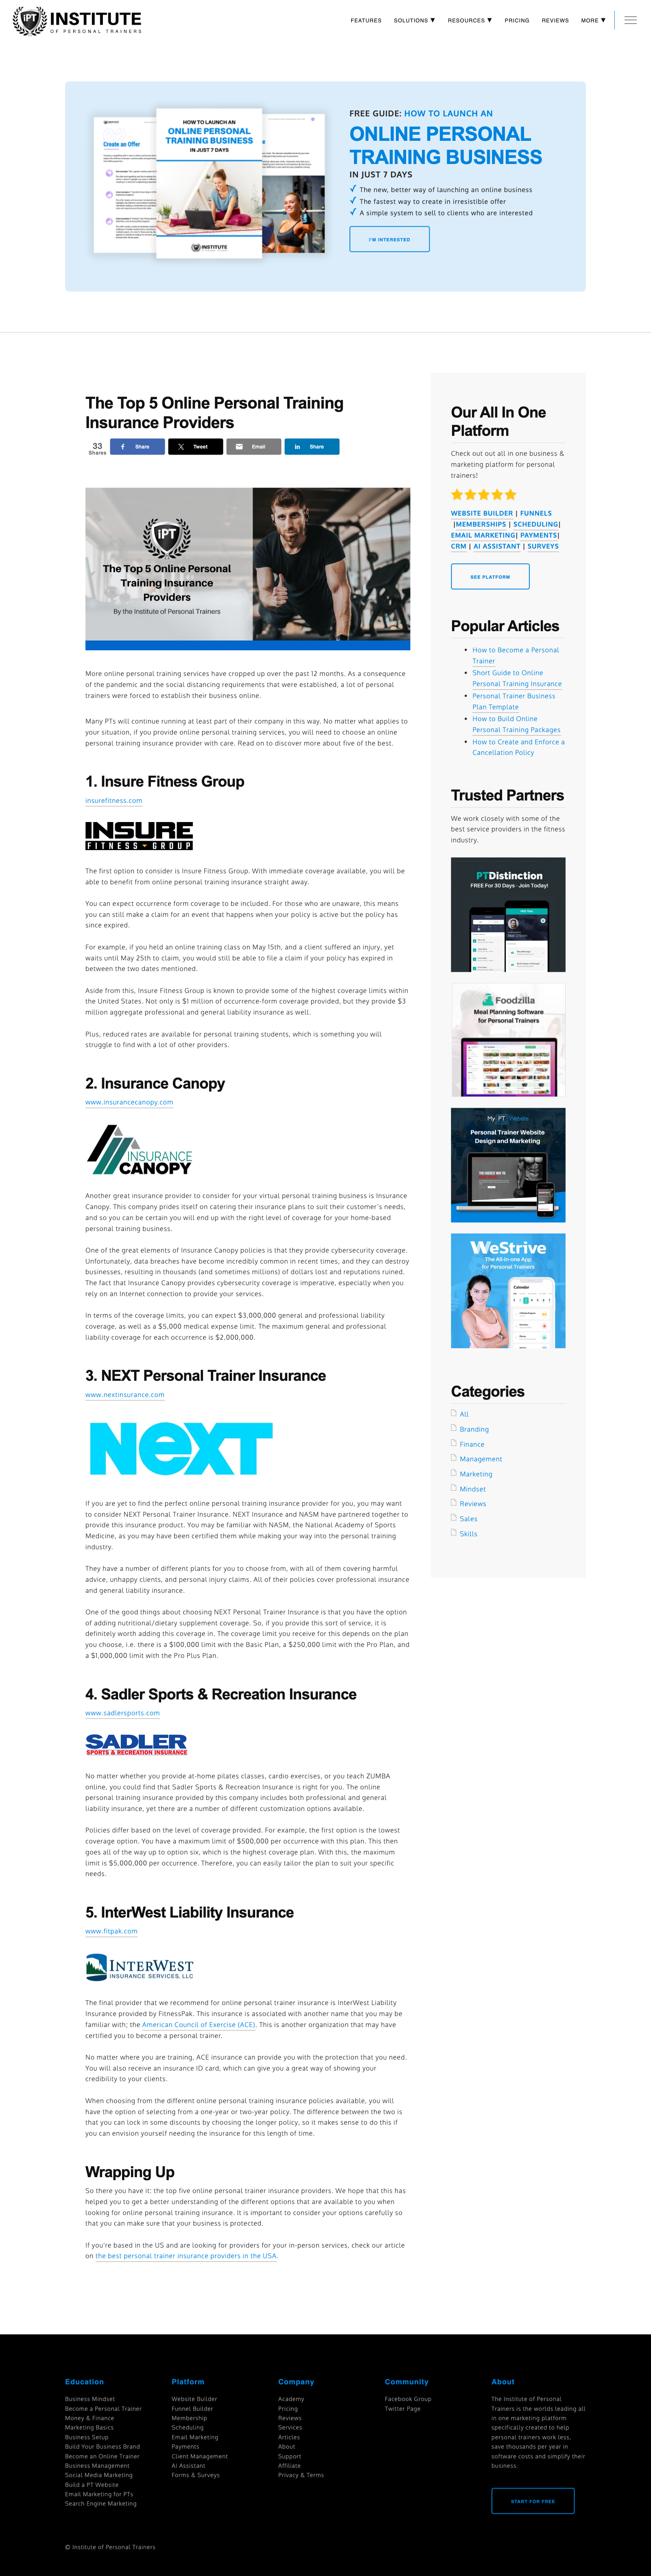 IPT INSTITUTE
OF PERSONAL TRAINERS
FEATURES SOLUTIONS ▼ RESOURCES ▼ PRICING REVIEWS MORE ▼
Create an Offer
HOW TO LAUNCH AN
ONLINE PERSONAL
TRAINING BUSINESS
IN JUST 7 DAYS
INSTITUTE
FREE GUIDE: HOW TO LAUNCH AN
ONLINE PERSONAL
TRAINING BUSINESS
IN JUST 7 DAYS
✓ The new, better way of launching an online business
✓ The fastest way to create in irresistible offer
✓ A simple system to sell to clients who are interested
I'M INTERESTED
The Top 5 Online Personal Training
Insurance Providers
33
Shares
Share Tweet Email Share
IPT
The Top 5 Online Personal
Training Insurance
Providers
By the Institute of Personal Trainers
More online personal training services have cropped up over the past 12 months. As a consequence
of the pandemic and the social distancing requirements that were established, a lot of personal
trainers were forced to establish their business online.
Many PTs will continue running at least part of their company in this way. No matter what applies to
your situation, if you provide online personal training services, you will need to choose an online
personal training insurance provider with care. Read on to discover more about five of the best.
1. Insure Fitness Group
insurefitness.com
INSURE
FITNESS GROUP
The first option to consider is Insure Fitness Group. With immediate coverage available, you will be
able to benefit from online personal training insurance straight away.
You can expect occurrence form coverage to be included. For those who are unaware, this means
you can still make a claim for an event that happens when your policy is active but the policy has
since expired.
For example, if you held an online training class on May 15th, and a client suffered an injury, yet
waits until May 25th to claim, you would still be able to file a claim if your policy has expired in
between the two dates mentioned.
Aside from this, Insure Fitness Group is known to provide some of the highest coverage limits within
the United States. Not only is $1 million of occurrence-form coverage provided, but they provide $3
million aggregate professional and general liability insurance as well.
Plus, reduced rates are available for personal training students, which is something you will
struggle to find with a lot of other providers.
2. Insurance Canopy
www.insurancecanopy.com
INSURANCE
CANOPY
Another great insurance provider to consider for your virtual personal training business is Insurance
Canopy. This company prides itself on catering their insurance plans to suit their customer's needs,
and so you can be certain you will end up with the right level of coverage for your home-based
personal training business.
One of the great elements of Insurance Canopy policies is that they provide cybersecurity coverage.
Unfortunately, data breaches have become incredibly common in recent times, and they can destroy
businesses, resulting in thousands (and sometimes millions) of dollars lost and reputations ruined.
The fact that Insurance Canopy provides cybersecurity coverage is imperative, especially when you
rely on an Internet connection to provide your services.
In terms of the coverage limits, you can expect $3,000,000 general and professional liability
coverage, as well as a $5,000 medical expense limit. The maximum general and professional
liability coverage for each occurrence is $2,000,000.
3. NEXT Personal Trainer Insurance
www.nextinsurance.com
NeXT
If you are yet to find the perfect online personal training insurance provider for you, you may want
to consider NEXT Personal Trainer Insurance. NEXT Insurance and NASM have partnered together to
provide this insurance product. You may be familiar with NASM, the National Academy of Sports
Medicine, as you may have been certified them while making your way into the personal training
industry.
They have a number of different plants for you to choose from, with all of them covering harmful
advice, unhappy clients, and personal injury claims. All of their policies cover professional insurance
and general liability insurance.
One of the good things about choosing NEXT Personal Trainer Insurance is that you have the option
of adding nutritional/dietary supplement coverage. So, if you provide this sort of service, it is
definitely worth adding this coverage in. The coverage limit you receive for this depends on the plan
you choose, i.e. there is a $100,000 limit with the Basic Plan, a $250,000 limit with the Pro Plan, and
a $1,000,000 limit with the Pro Plus Plan.
4. Sadler Sports & Recreation Insurance
www.sadlersports.com
SADLER
SPORTS & RECREATION INSURANCE
No matter whether you provide at-home pilates classes, cardio exercises, or you teach ZUMBA
online, you could find that Sadler Sports & Recreation Insurance is right for you. The online
personal training insurance provided by this company includes both professional and general
liability insurance, yet there are a number of different customization options available.
Policies differ based on the level of coverage provided. For example, the first option is the lowest
coverage option. You have a maximum limit of $500,000 per occurrence with this plan. This then
goes all of the way up to option six, which is the highest coverage plan. With this, the maximum
limit is $5,000,000 per occurrence. Therefore, you can easily tailor the plan to suit your specific
needs.
5. InterWest Liability Insurance
www.fitpak.com
INTERWEST
INSURANCE SERVICES, LLC
The final provider that we recommend for online personal trainer insurance is InterWest Liability
Insurance provided by FitnessPak. This insurance is associated with another name that you may be
familiar with; the American Council of Exercise (ACE). This is another organization that may have
certified you to become a personal trainer.
No matter where you are training, ACE insurance can provide you with the protection that you need.
You will also receive an insurance ID card, which can give you a great way of showing your
credibility to your clients.
When choosing from the different online personal training insurance policies available, you will
have the option of selecting from a one-year or two-year policy. The difference between the two is
that you can lock in some discounts by choosing the longer policy, so it makes sense to do this if
you can envision yourself needing the insurance for this length of time.
Wrapping Up
So there you have it: the top five online personal trainer insurance providers. We hope that this has
helped you to get a better understanding of the different options that are available to you when
looking for online personal training insurance. It is important to consider your options carefully so
that you can make sure that your business is protected.
If you're based in the US and are looking for providers for your in-person services, check our article
on the best personal trainer insurance providers in the USA.
Our All In One
Platform
Check out out all in one business &
marketing platform for personal
trainers!
WEBSITE BUILDER | FUNNELS
|MEMBERSHIPS | SCHEDULING|
EMAIL MARKETING| PAYMENTS|
CRM | AI ASSISTANT | SURVEYS
SEE PLATFORM
Popular Articles
• How to Become a Personal
Trainer
• Short Guide to Online
Personal Training Insurance
• Personal Trainer Business
Plan Template
• How to Build Online
Personal Training Packages
• How to Create and Enforce a
Cancellation Policy
Trusted Partners
We work closely with some of the
best service providers in the fitness
industry.
PTDistinction
FREE For 30 Days - Join Today!
Foodzilla
Meal Planning Software
for Personal Trainers
My PT Website
Personal Trainer Website
Design and Marketing
WeStrive
The All-in-one App
for Personal Trainers
Calendar
Categories
All
Branding
Finance
Management
Marketing
Mindset
Reviews
Sales
Skills
Education
Business Mindset
Become a Personal Trainer
Money & Finance
Marketing Basics
Business Setup
Build Your Business Brand
Become an Online Trainer
Business Management
Social Media Marketing
Build a PT Website
Email Marketing for PTs
Search Engine Marketing
Platform
Website Builder
Funnel Builder
Membership
Scheduling
Email Marketing
Payments
Client Management
AI Assistant
Forms & Surveys
Company
Academy
Pricing
Reviews
Services
Articles
About
Support
Affiliate
Privacy & Terms
Community
Facebook Group
Twitter Page
About
The Institute of Personal
Trainers is the worlds leading all
in one marketing platform
specifically created to help
personal trainers work less,
save thousands per year in
software costs and simplify their
business.
START FOR FREE
© Institute of Personal Trainers